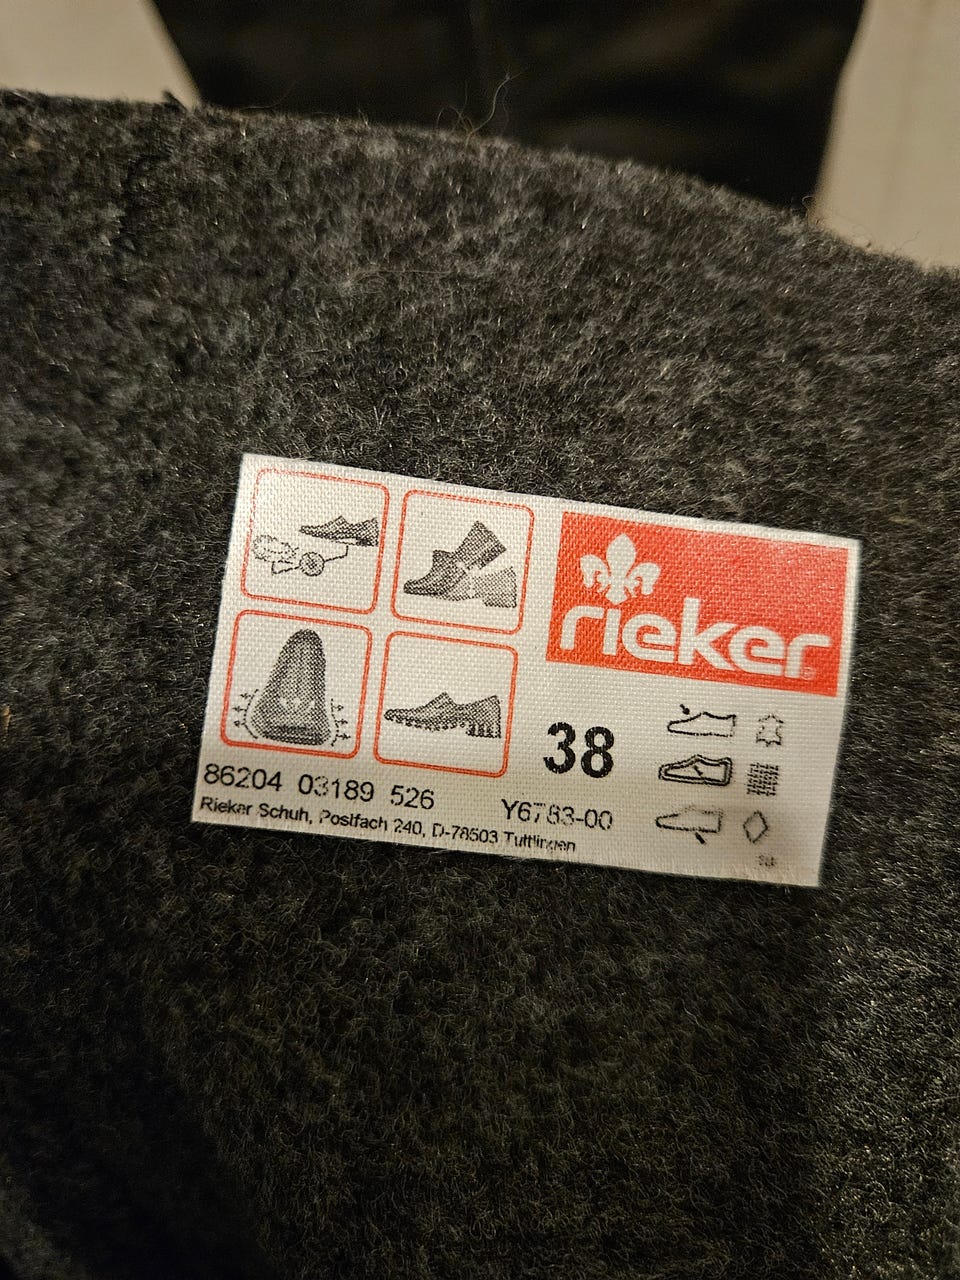 rieker
38
86204 03189 526
Y6783-00
Rieker Schuh, Postfach 240, D-78503 Tuttlingen